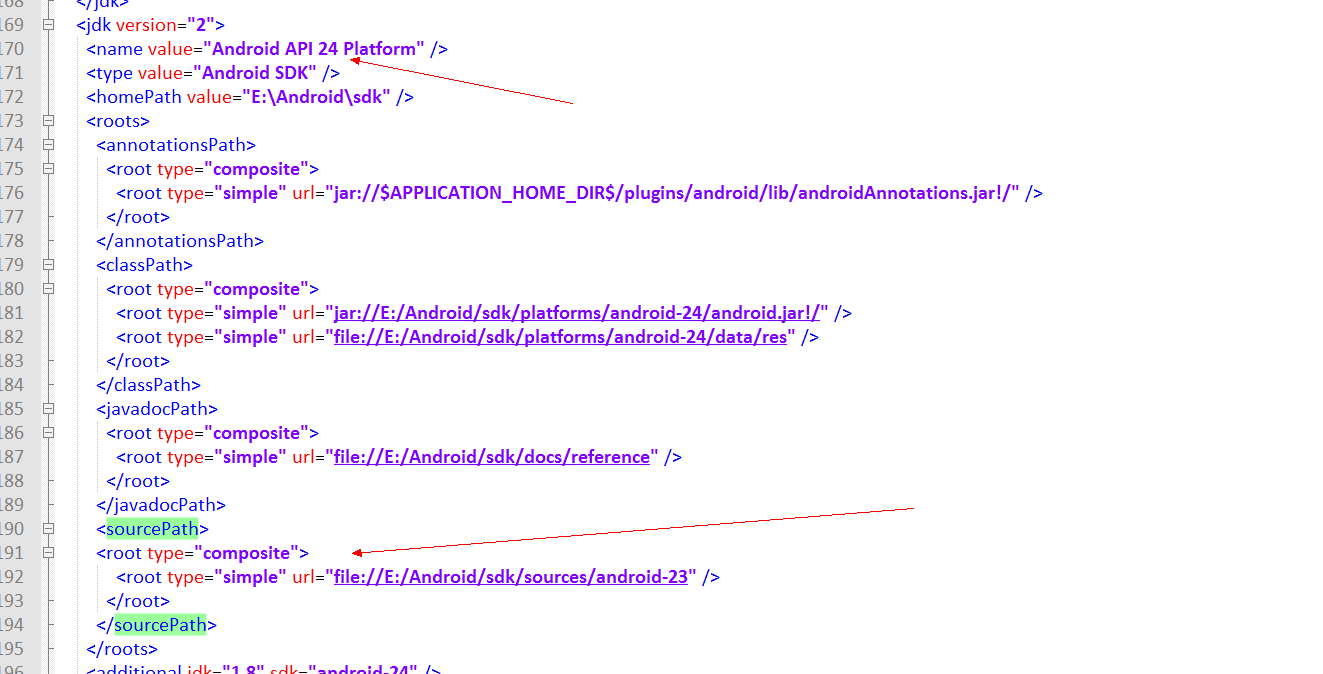 168 </jdk>
169 <jdk version="2">
170 <name value="Android API 24 Platform" />
171 <type value="Android SDK" />
172 <homePath value="E:\Android\sdk" />
173 <roots>
174 <annotationsPath>
175 <root type="composite">
176 <root type="simple" url="jar://$APPLICATION_HOME_DIR$/plugins/android/lib/androidAnnotations.jar!/" />
177 </root>
178 </annotationsPath>
179 <classPath>
180 <root type="composite">
181 <root type="simple" url="jar://E:/Android/sdk/platforms/android-24/android.jar!/" />
182 <root type="simple" url="file://E:/Android/sdk/platforms/android-24/data/res" />
183 </root>
184 </classPath>
185 <javadocPath>
186 <root type="composite">
187 <root type="simple" url="file://E:/Android/sdk/docs/reference" />
188 </root>
189 </javadocPath>
190 <sourcePath>
191 <root type="composite">
192 <root type="simple" url="file://E:/Android/sdk/sources/android-23" />
193 </root>
194 </sourcePath>
195 </roots>
196 <additional jdk="1.8" sdk="android-24" />